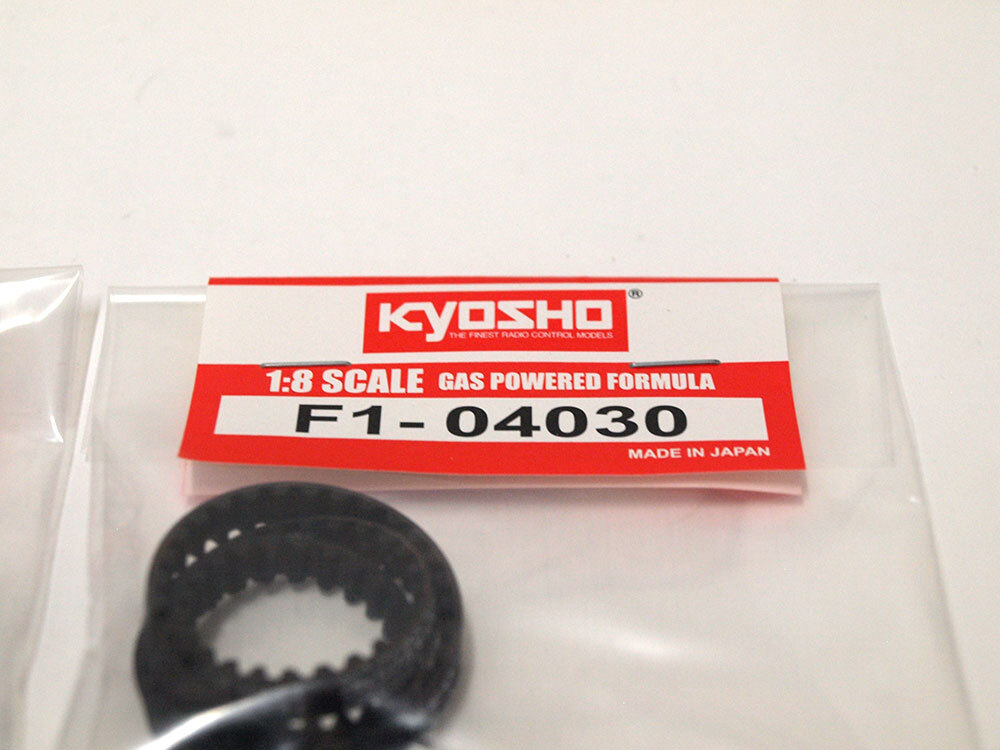 KYOSHO®
THE FINEST RADIO CONTROL MODELS
1:8 SCALE GAS POWERED FORMULA
F1-04030
MADE IN JAPAN